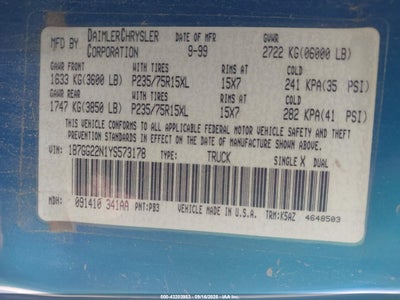 MFD BY DAIMLERCHRYSLER CORPORATION DATE OF MFR 9-99 GVWR 2722 KG(06000 LB)
GAWR FRONT WITH TIRES RIMS AT COLD
1633 KG(3600 LB) P235/75R15XL 15X7 241 KPA(35 PSI)
GAWR REAR WITH TIRES RIMS AT COLD
1747 KG(3850 LB) P235/75R15XL 15X7 282 KPA(41 PSI)
THIS VEHICLE CONFORMS TO ALL APPLICABLE FEDERAL MOTOR VEHICLE SAFETY AND
THEFT PREVENTION STANDARDS IN EFFECT ON THE DATE OF MANUFACTURE SHOWN ABOVE
VIN: 1B7GG22N1YS573178 TYPE: TRUCK SINGLE X DUAL
MDH: 091410 341AA PNT:PB3 VEHICLE MADE IN U.S.A. TRM:K5AZ 4648503